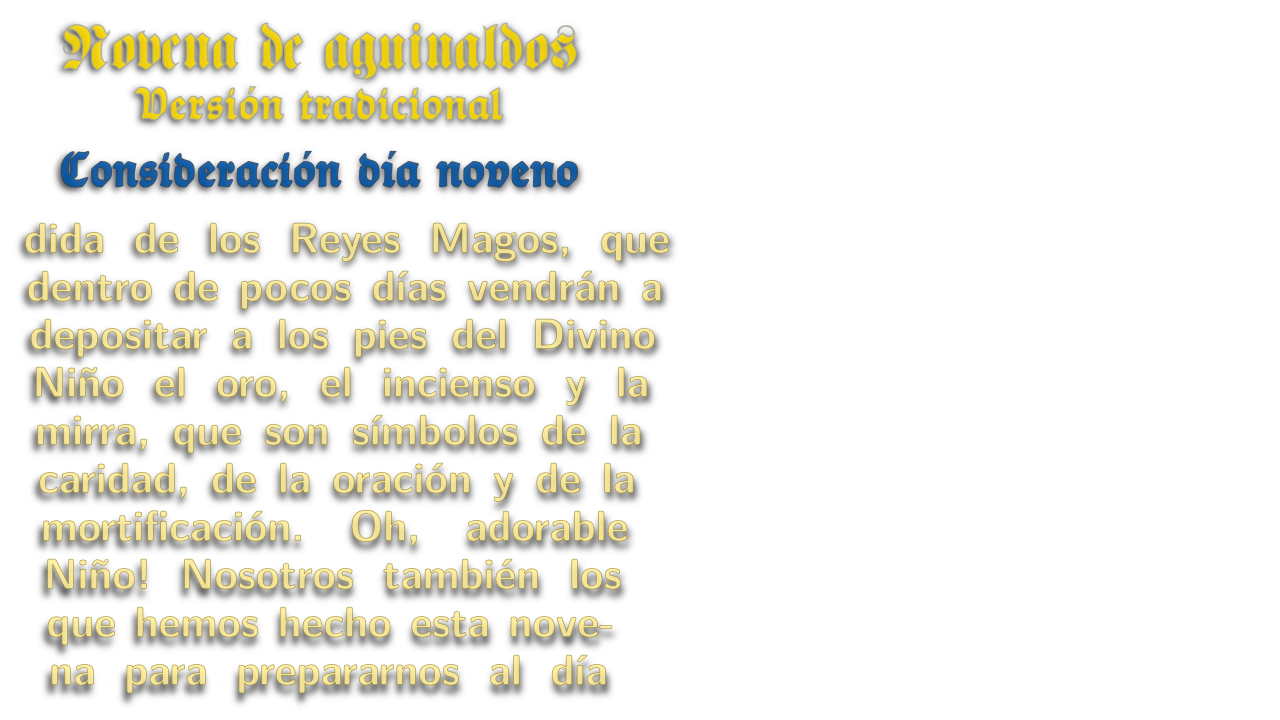 Novena de aguinaldos
Versión tradicional
Consideración día noveno
dida de los Reyes Magos, que
dentro de pocos días vendrán a
depositar a los pies del Divino
Niño el oro, el incienso y la
mirra, que son símbolos de la
caridad, de la oración y de la
mortificación. Oh, adorable
Niño! Nosotros también los
que hemos hecho esta nove-
na para prepararnos al día